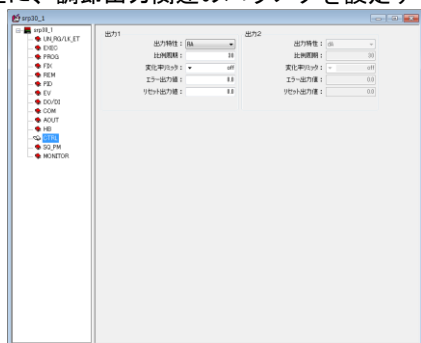 に、調節出力関連のパラメタを設定す
srp30_1
srp30_1
UN_RG/LK_ET
EXEC
PROG
FIX
REM
PID
EV
DO/DI
COM
AOUT
HB
CTRL
SQ_PM
MONITOR
出力1
出力特性： RA
比例周期： 30
変化率リミッタ： off
エラー出力値： 0.0
リセット出力値： 0.0
出力2
出力特性：
比例周期： 30
変化率リミッタ： off
エラー出力値： 0.0
リセット出力値： 0.0